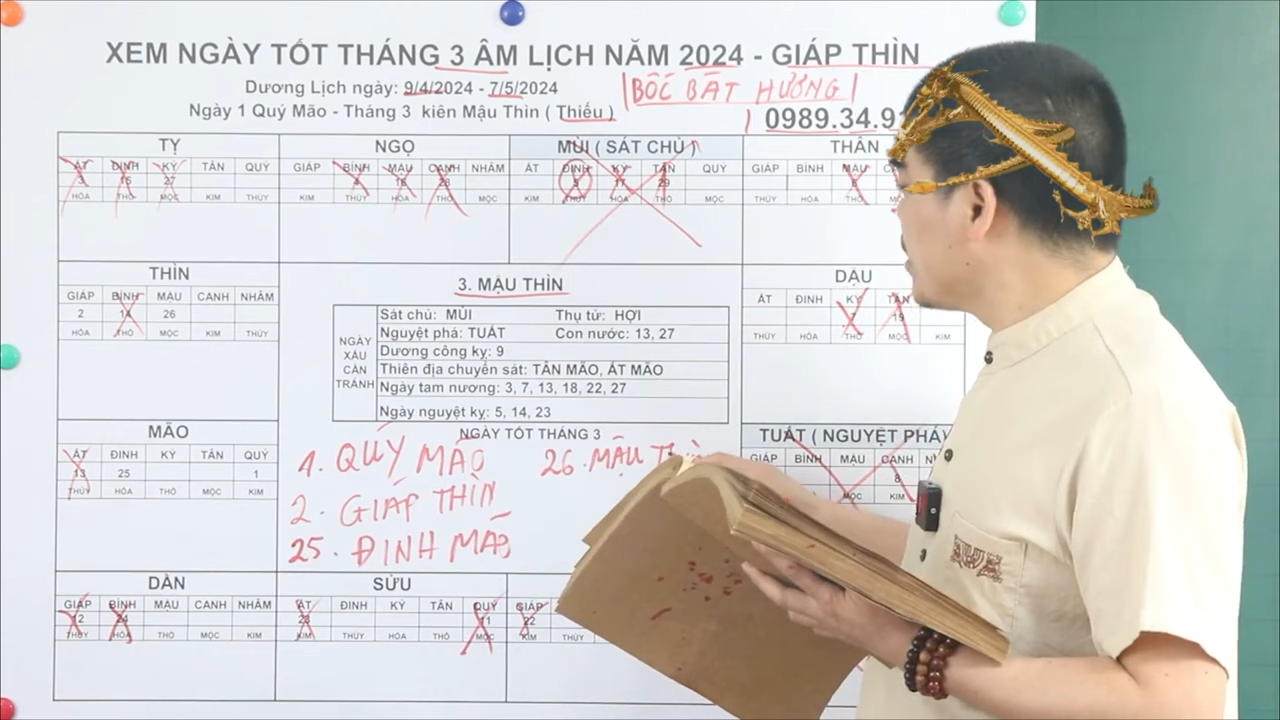 XEM NGÀY TỐT THÁNG 3 ÂM LỊCH NĂM 2024 - GIÁP THÌN
Dương Lịch ngày: 9/4/2024 - 7/5/2024
BỐC BÁT HƯƠNG
Ngày 1 Quý Mão - Tháng 3 kiên Mậu Thìn ( Thiếu )
0989.34.9
TỴ
ẤT ĐINH KỶ TÂN QUÝ
3 15 27
HỎA THỔ MỘC KIM THỦY
NGỌ
GIÁP BÍNH MẬU CANH NHÂM
4 16 28
KIM THỦY HỎA THỔ MỘC
MÙI ( SÁT CHỦ )
ẤT ĐINH KỶ TÂN QUÝ
5 17 29
KIM THỦY HỎA THỔ MỘC
THÂN
GIÁP BÍNH MẬU
THỦY HỎA THỔ
THÌN
GIÁP BÍNH MẬU CANH NHÂM
2 14 26
HỎA THỔ MỘC KIM THỦY
3. MẬU THÌN
NGÀY XẤU CẦN TRÁNH
Sát chủ: MÙI Thụ tử: HỢI
Nguyệt phá: TUẤT Con nước: 13, 27
Dương công kỵ: 9
Thiên địa chuyển sát: TÂN MÃO, ẤT MÃO
Ngày tam nương: 3, 7, 13, 18, 22, 27
Ngày nguyệt kỵ: 5, 14, 23
DẬU
ẤT ĐINH KỶ TÂN
7 19
THỦY HỎA THỔ MỘC KIM
MÃO
ẤT ĐINH KỶ TÂN QUÝ
13 25 1
THỦY HỎA THỔ MỘC KIM
NGÀY TỐT THÁNG 3
1. QUÝ MÃO
26. MẬU
2. GIÁP THÌN
25. ĐINH MÃO
TUẤT ( NGUYỆT PHÁ )
GIÁP BÍNH MẬU CANH
8
MỘC KIM
DẦN
GIÁP BÍNH MẬU CANH NHÂM
12 24
THỦY HỎA THỔ MỘC KIM
SỬU
ẤT ĐINH KỶ TÂN QUÝ
23 11
KIM THỦY HỎA THỔ MỘC
GIÁP
22
KIM THỦY